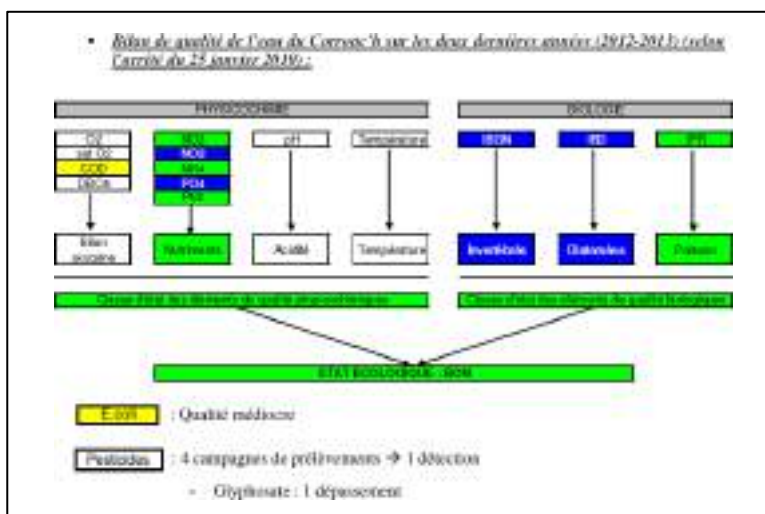 Bilan de qualité de l'eau du Corroac'h sur les deux dernières années (2012-2013) (selon
l'arrêté du 25 janvier 2010) :
PHYSICOCHIMIE BIOLOGIE
O2 NO3 pH Température IBGN IBD IPR
sat O2 NO2
COD NH4
DBO5 PO4
Bilan oxygène Nutriments Acidité Température Invertébrés Diatomées Poisson
Classe d'état des éléments de qualité physicochimiques Classe d'état des éléments de qualité biologiques
ETAT ECOLOGIQUE : BON
E.coli : Qualité médiocre
Pesticides : 4 campagnes de prélèvements → 1 détection
- Glyphosate : 1 dépassement